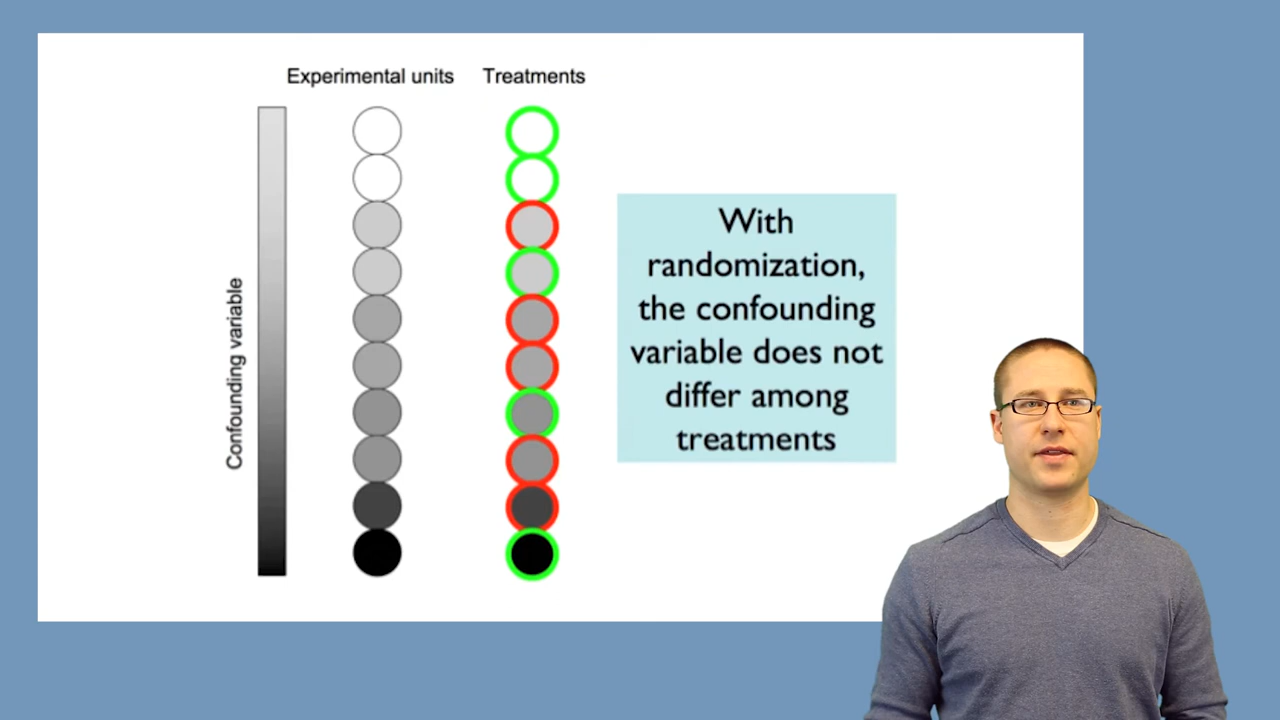 Experimental units
Treatments
Confounding variable
With
randomization,
the confounding
variable does not
differ among
treatments